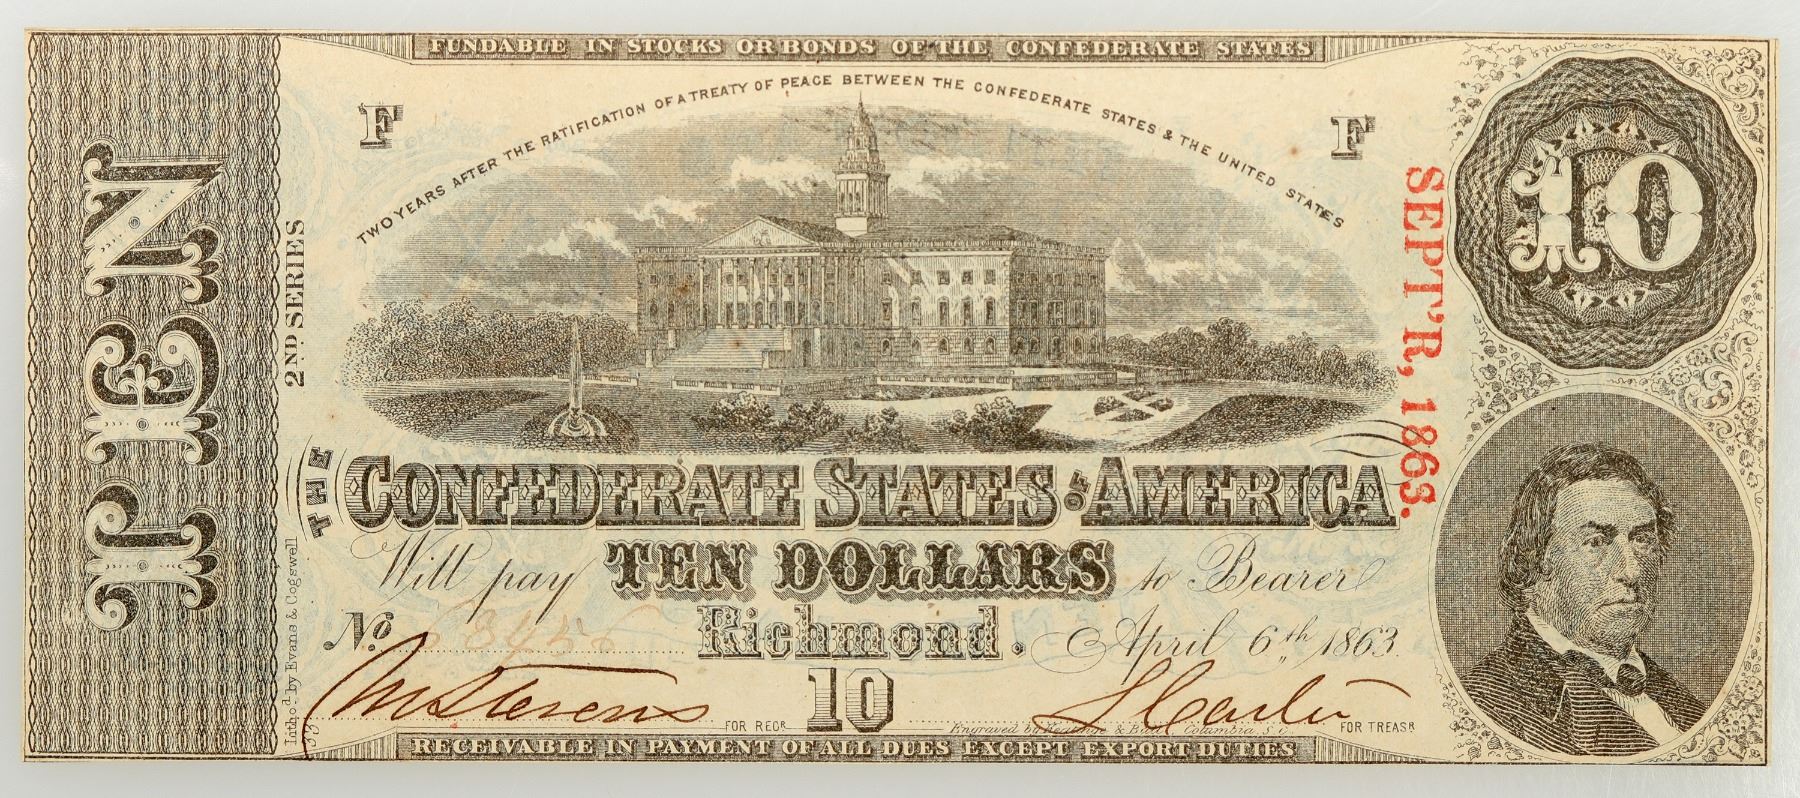 FUNDABLE IN STOCKS OR BONDS OF THE CONFEDERATE STATES
TWO YEARS AFTER THE RATIFICATION OF A TREATY OF PEACE BETWEEN THE CONFEDERATE STATES & THE UNITED STATES
F
F
10
TEN
2ND SERIES
SEPT'R, 1863.
THE CONFEDERATE STATES OF AMERICA
Will pay TEN DOLLARS to Bearer
No. Richmond. April 6th 1863
M Stevens FOR REGR 10 S Carter FOR TREASR
Engraved by & Columbia, S.C.
Lithod. by Evans & Cogswell
RECEIVABLE IN PAYMENT OF ALL DUES EXCEPT EXPORT DUTIES